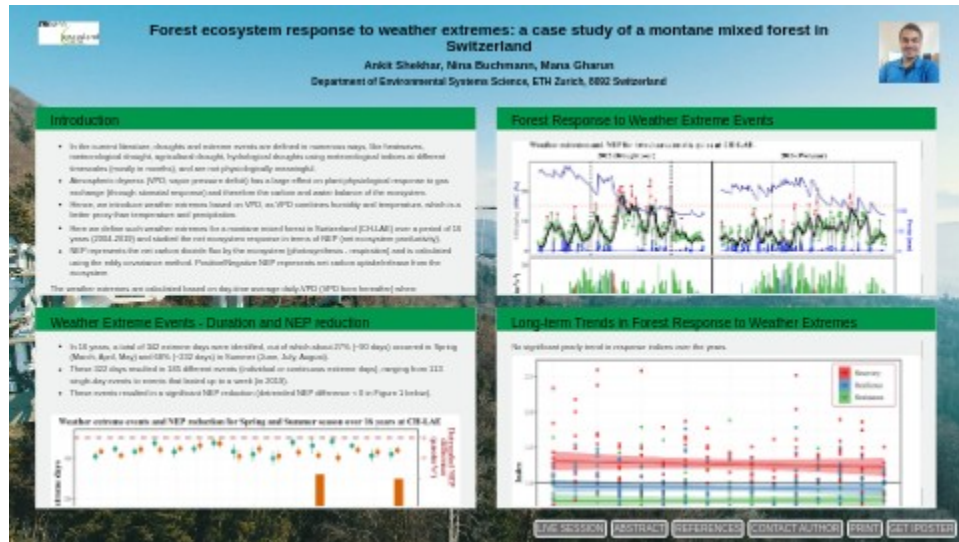 Forest ecosystem response to weather extremes: a case study of a montane mixed forest in
Switzerland
Ankit Shekhar, Nina Buchmann, Mana Gharun
Department of Environmental Systems Science, ETH Zurich, 8092 Switzerland
Introduction
In the current literature, droughts and extreme events are defined in numerous ways, like heatwaves,
meteorological drought, agricultural drought, hydrological droughts using meteorological indices at different
timescales (mostly in months), and are not physiologically meaningful.
Atmospheric dryness (VPD, vapor pressure deficit) has a large effect on plant physiological response to gas
exchange (through stomatal response) and therefore the carbon and water balance of the ecosystem.
Hence, we introduce weather extremes based on VPD, as VPD combines humidity and temperature, which is a
better proxy than temperature and precipitation.
Here we define such weather extremes for a montane mixed forest in Switzerland (CH-LAE) over a period of 16
years (2004-2019) and studied the net ecosystem response in terms of NEP (net ecosystem productivity).
NEP represents the net carbon dioxide flux by the ecosystem (photosynthesis - respiration) and is calculated
using the eddy covariance method. Positive/Negative NEP represents net carbon uptake/release from the
ecosystem.
The weather extremes are calculated based on day-time average daily VPD (VPD here hereafter) when
Forest Response to Weather Extreme Events
Weather extremes and NEP for two contrasting years at CH-LAE
Weather Extreme Events - Duration and NEP reduction
In 16 years, a total of 342 extreme days were identified, out of which about 27% (~90 days) occurred in Spring
(March, April, May) and 68% (~232 days) in Summer (June, July, August).
These 322 days resulted in 165 different events (individual or continuous extreme days), ranging from 113
single-day events to events that lasted up to a week (in 2019).
These events resulted in a significant NEP reduction (detrended NEP difference < 0 in Figure 1 below).
Weather extreme events and NEP reduction for Spring and Summer season over 16 years at CH-LAE
Long-term Trends in Forest Response to Weather Extremes
No significant yearly trend in response indices over the years.
Recovery
Resilience
Resistance
Index
LIVE SESSION
ABSTRACT
REFERENCES
CONTACT AUTHOR
PRINT
GET IPOSTER